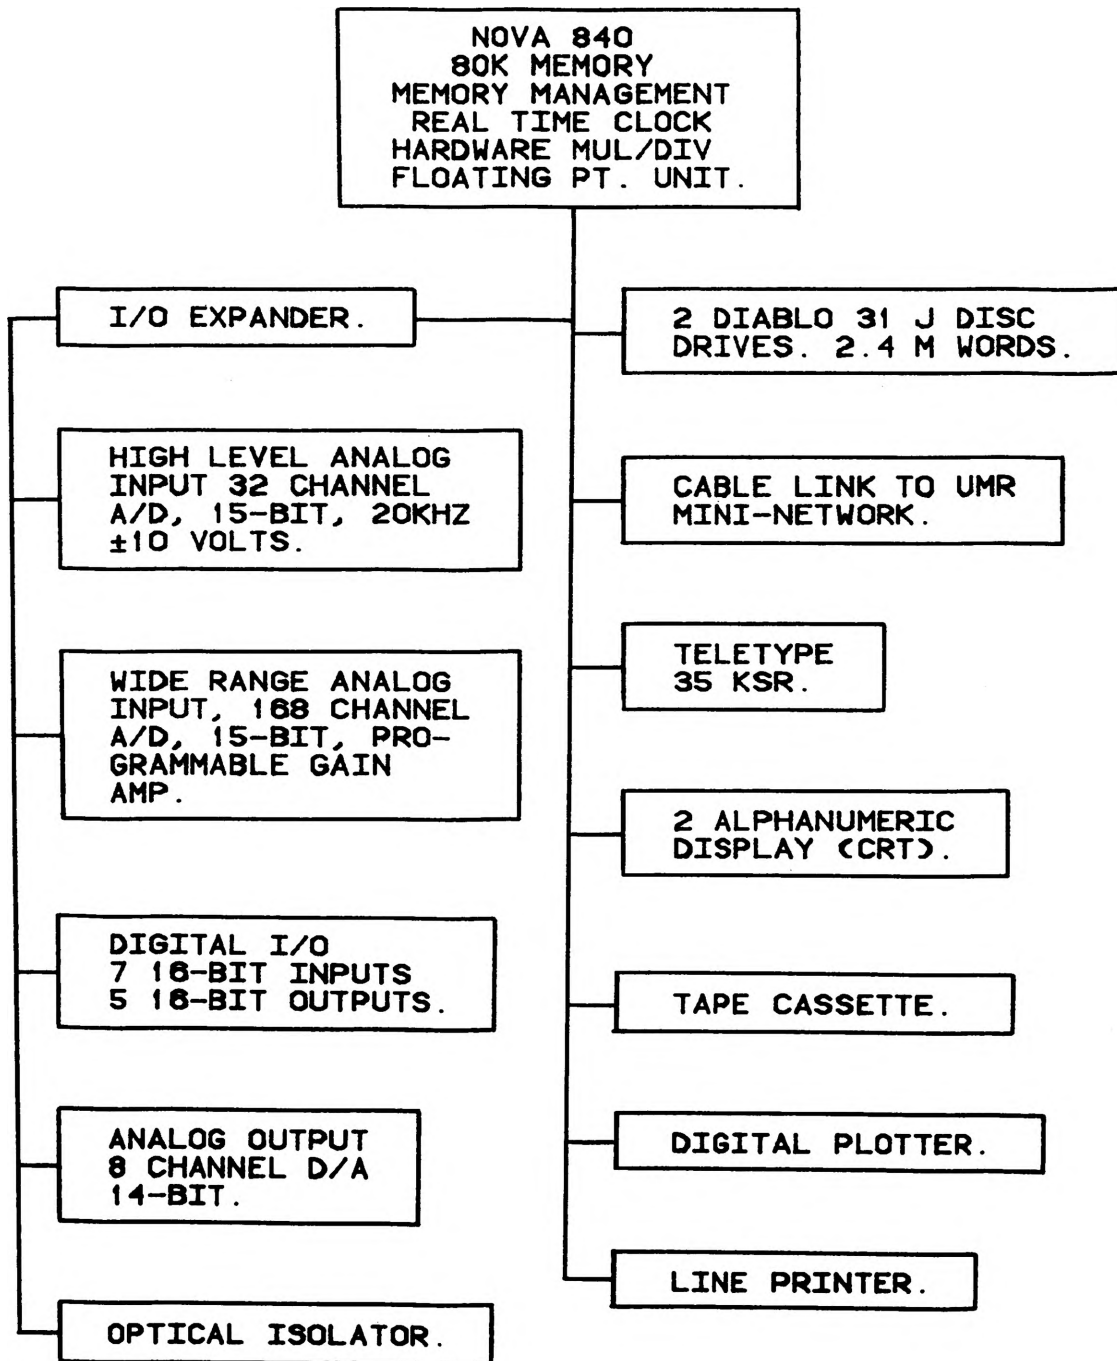 NOVA 840
80K MEMORY
MEMORY MANAGEMENT
REAL TIME CLOCK
HARDWARE MUL/DIV
FLOATING PT. UNIT.
I/O EXPANDER.
HIGH LEVEL ANALOG
INPUT 32 CHANNEL
A/D, 15-BIT, 20KHZ
±10 VOLTS.
WIDE RANGE ANALOG
INPUT, 168 CHANNEL
A/D, 15-BIT, PRO-
GRAMMABLE GAIN
AMP.
DIGITAL I/O
7 16-BIT INPUTS
5 16-BIT OUTPUTS.
ANALOG OUTPUT
8 CHANNEL D/A
14-BIT.
OPTICAL ISOLATOR.
2 DIABLO 31 J DISC
DRIVES. 2.4 M WORDS.
CABLE LINK TO UMR
MINI-NETWORK.
TELETYPE
35 KSR.
2 ALPHANUMERIC
DISPLAY (CRT).
TAPE CASSETTE.
DIGITAL PLOTTER.
LINE PRINTER.